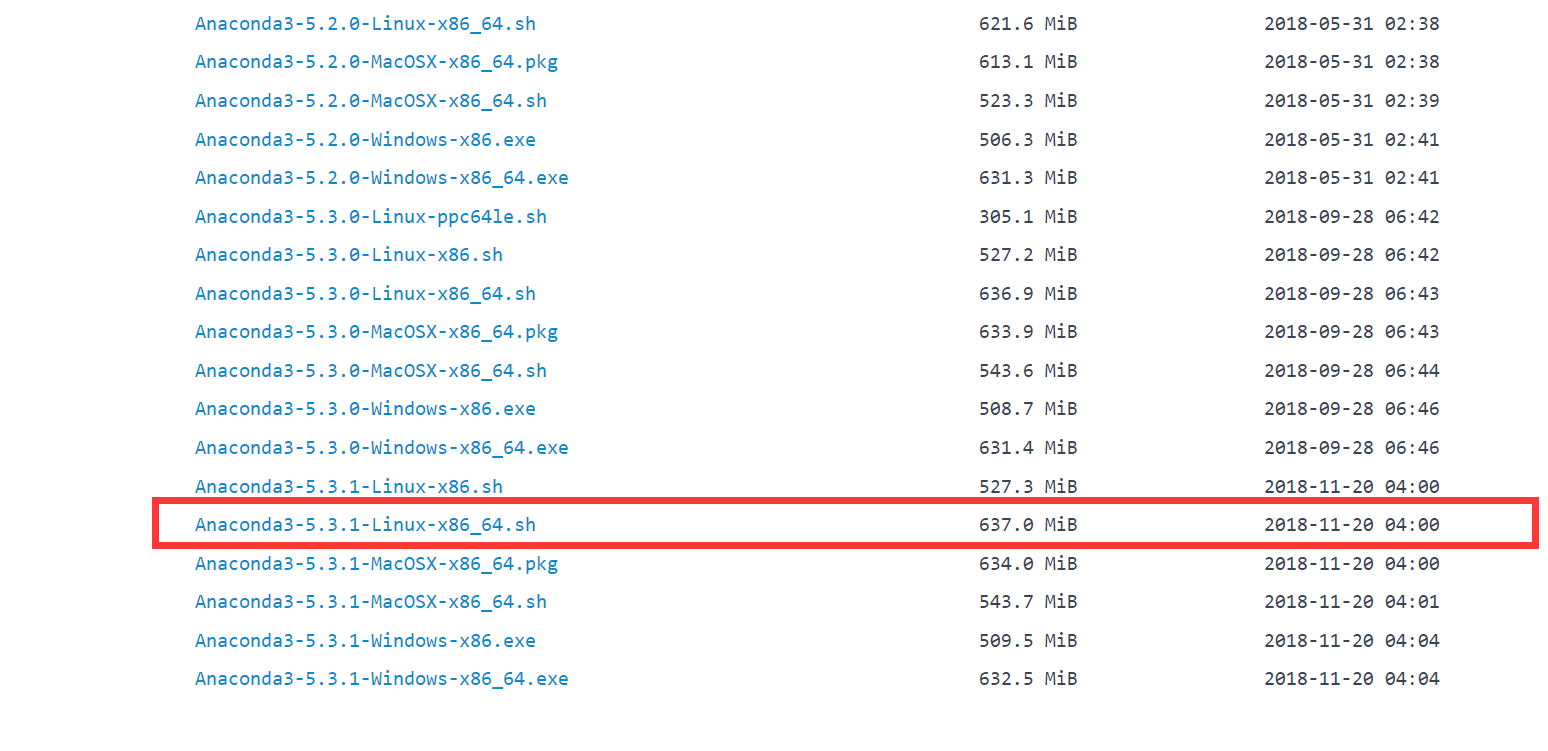 Anaconda3-5.2.0-Linux-x86_64.sh 621.6 MiB 2018-05-31 02:38
Anaconda3-5.2.0-MacOSX-x86_64.pkg 613.1 MiB 2018-05-31 02:38
Anaconda3-5.2.0-MacOSX-x86_64.sh 523.3 MiB 2018-05-31 02:39
Anaconda3-5.2.0-Windows-x86.exe 506.3 MiB 2018-05-31 02:41
Anaconda3-5.2.0-Windows-x86_64.exe 631.3 MiB 2018-05-31 02:41
Anaconda3-5.3.0-Linux-ppc64le.sh 305.1 MiB 2018-09-28 06:42
Anaconda3-5.3.0-Linux-x86.sh 527.2 MiB 2018-09-28 06:42
Anaconda3-5.3.0-Linux-x86_64.sh 636.9 MiB 2018-09-28 06:43
Anaconda3-5.3.0-MacOSX-x86_64.pkg 633.9 MiB 2018-09-28 06:43
Anaconda3-5.3.0-MacOSX-x86_64.sh 543.6 MiB 2018-09-28 06:44
Anaconda3-5.3.0-Windows-x86.exe 508.7 MiB 2018-09-28 06:46
Anaconda3-5.3.0-Windows-x86_64.exe 631.4 MiB 2018-09-28 06:46
Anaconda3-5.3.1-Linux-x86.sh 527.3 MiB 2018-11-20 04:00
Anaconda3-5.3.1-Linux-x86_64.sh 637.0 MiB 2018-11-20 04:00
Anaconda3-5.3.1-MacOSX-x86_64.pkg 634.0 MiB 2018-11-20 04:00
Anaconda3-5.3.1-MacOSX-x86_64.sh 543.7 MiB 2018-11-20 04:01
Anaconda3-5.3.1-Windows-x86.exe 509.5 MiB 2018-11-20 04:04
Anaconda3-5.3.1-Windows-x86_64.exe 632.5 MiB 2018-11-20 04:04